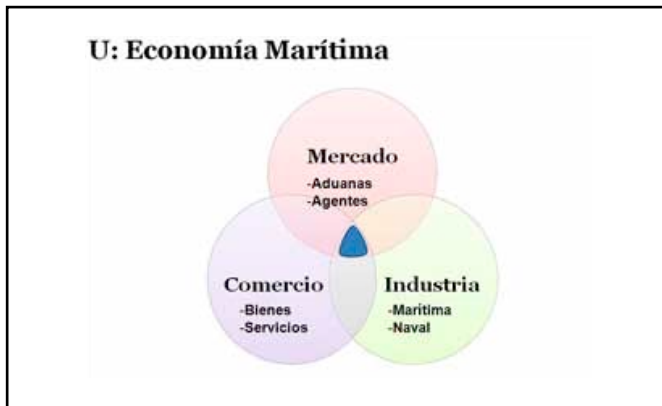 U: Economía Marítima
Mercado
-Aduanas
-Agentes
Comercio
-Bienes
-Servicios
Industria
-Marítima
-Naval